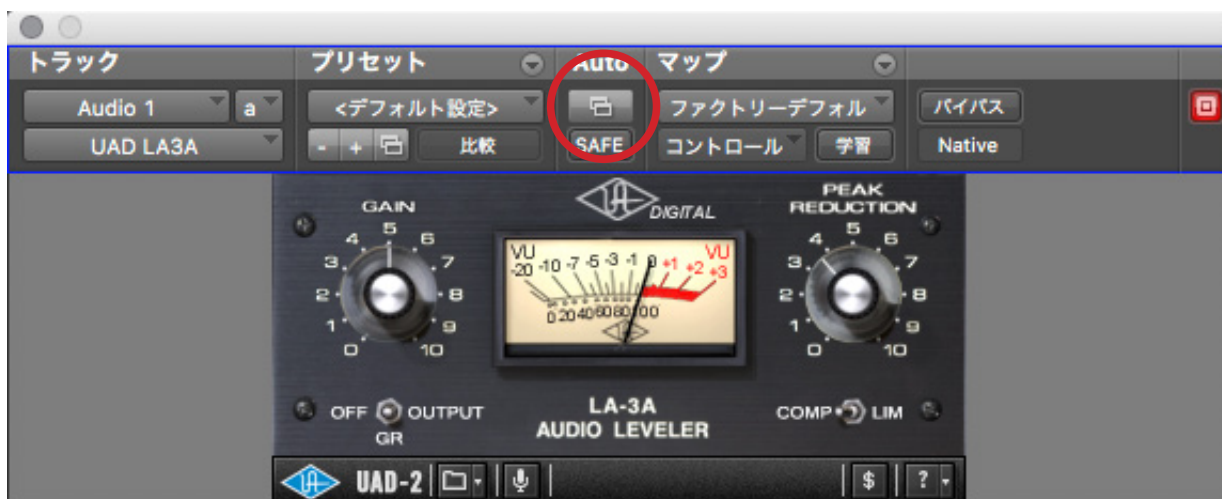 トラック プリセット Auto マップ
Audio 1 a <デフォルト設定> ファクトリーデフォル バイパス
UAD LA3A - + 比較 SAFE コントロール 学習 Native
DIGITAL
GAIN
0 1 2 3 4 5 6 7 8 9 10
VU VU
-20 -10 -7 -5 -3 -1 0 +1 +2 +3
0 20 40 60 80 100
PEAK
REDUCTION
0 1 2 3 4 5 6 7 8 9 10
OFF OUTPUT
GR
LA-3A
AUDIO LEVELER
COMP LIM
UAD-2 $ ?